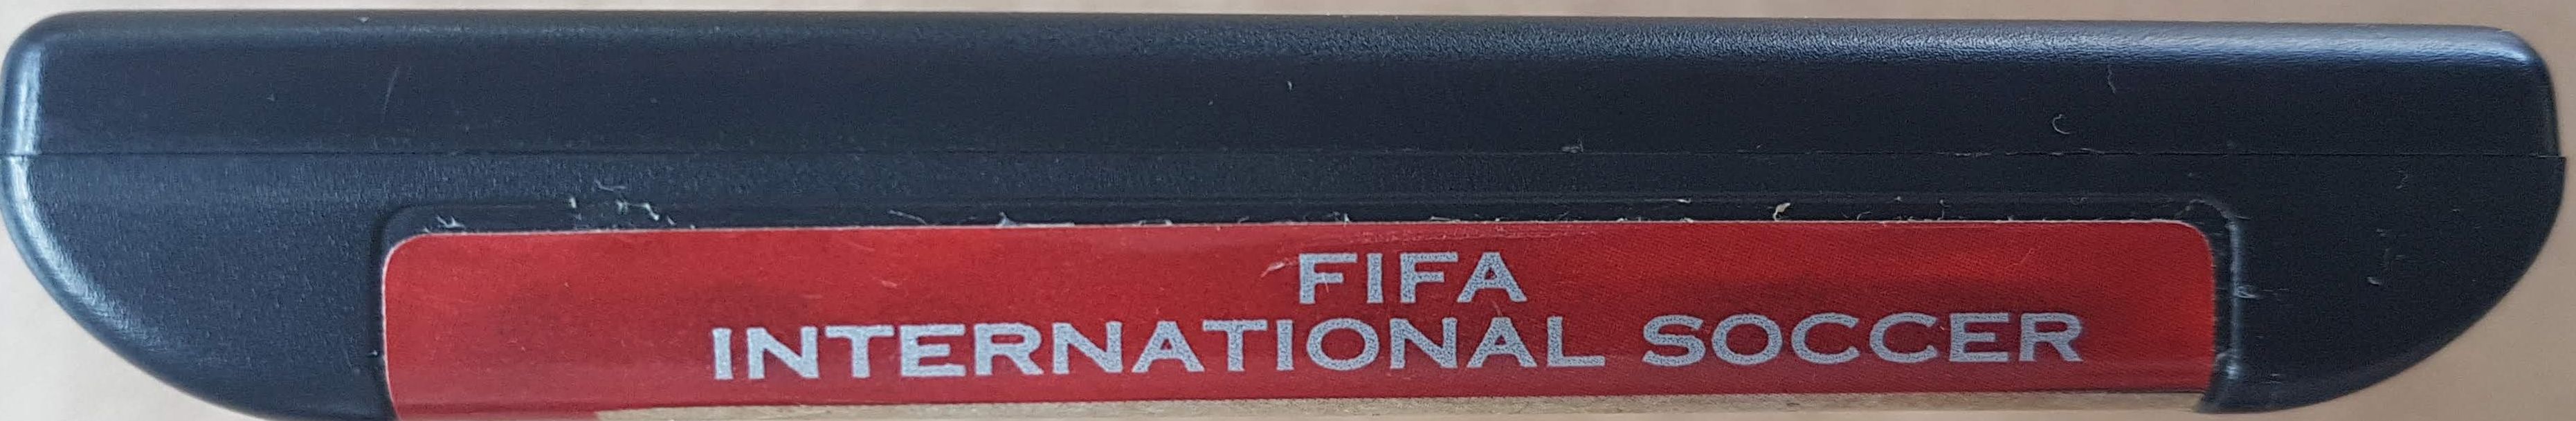 FIFA
INTERNATIONAL SOCCER